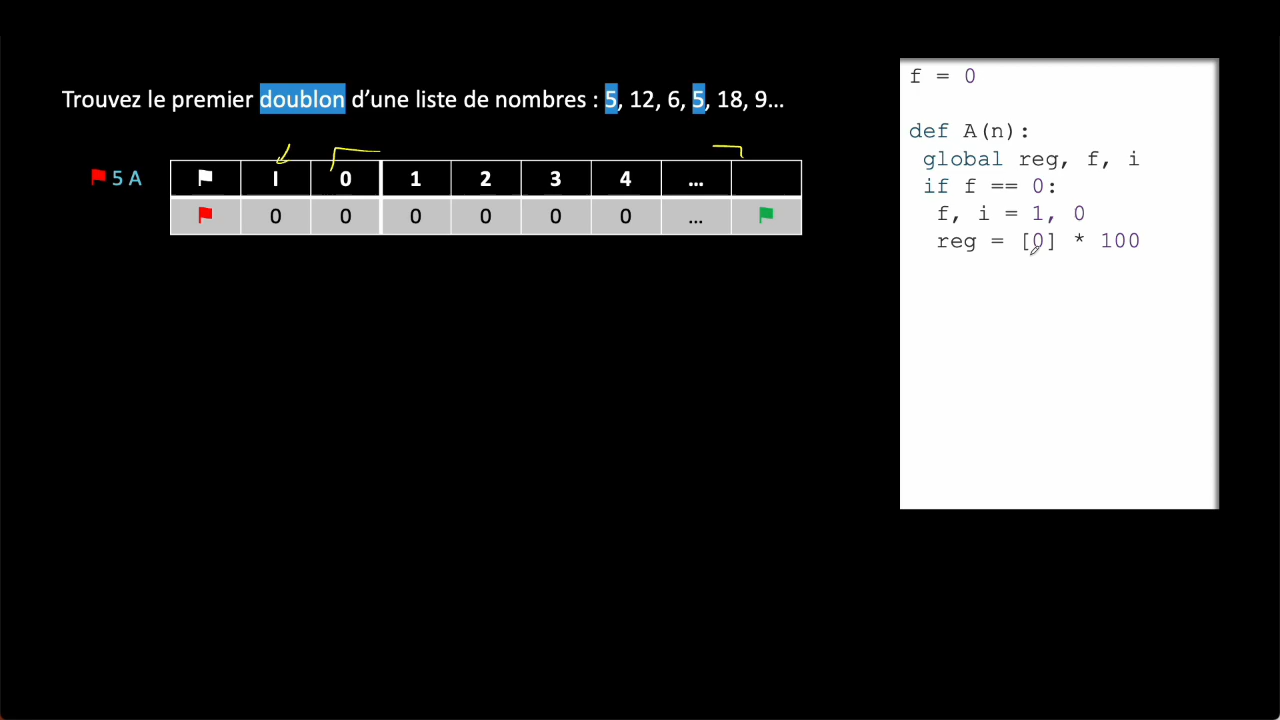 Trouvez le premier doublon d’une liste de nombres : 5, 12, 6, 5, 18, 9…
5 A
I 0 1 2 3 4 …
0 0 0 0 0 0 …
f = 0
def A(n):
global reg, f, i
if f == 0:
f, i = 1, 0
reg = [0] * 100